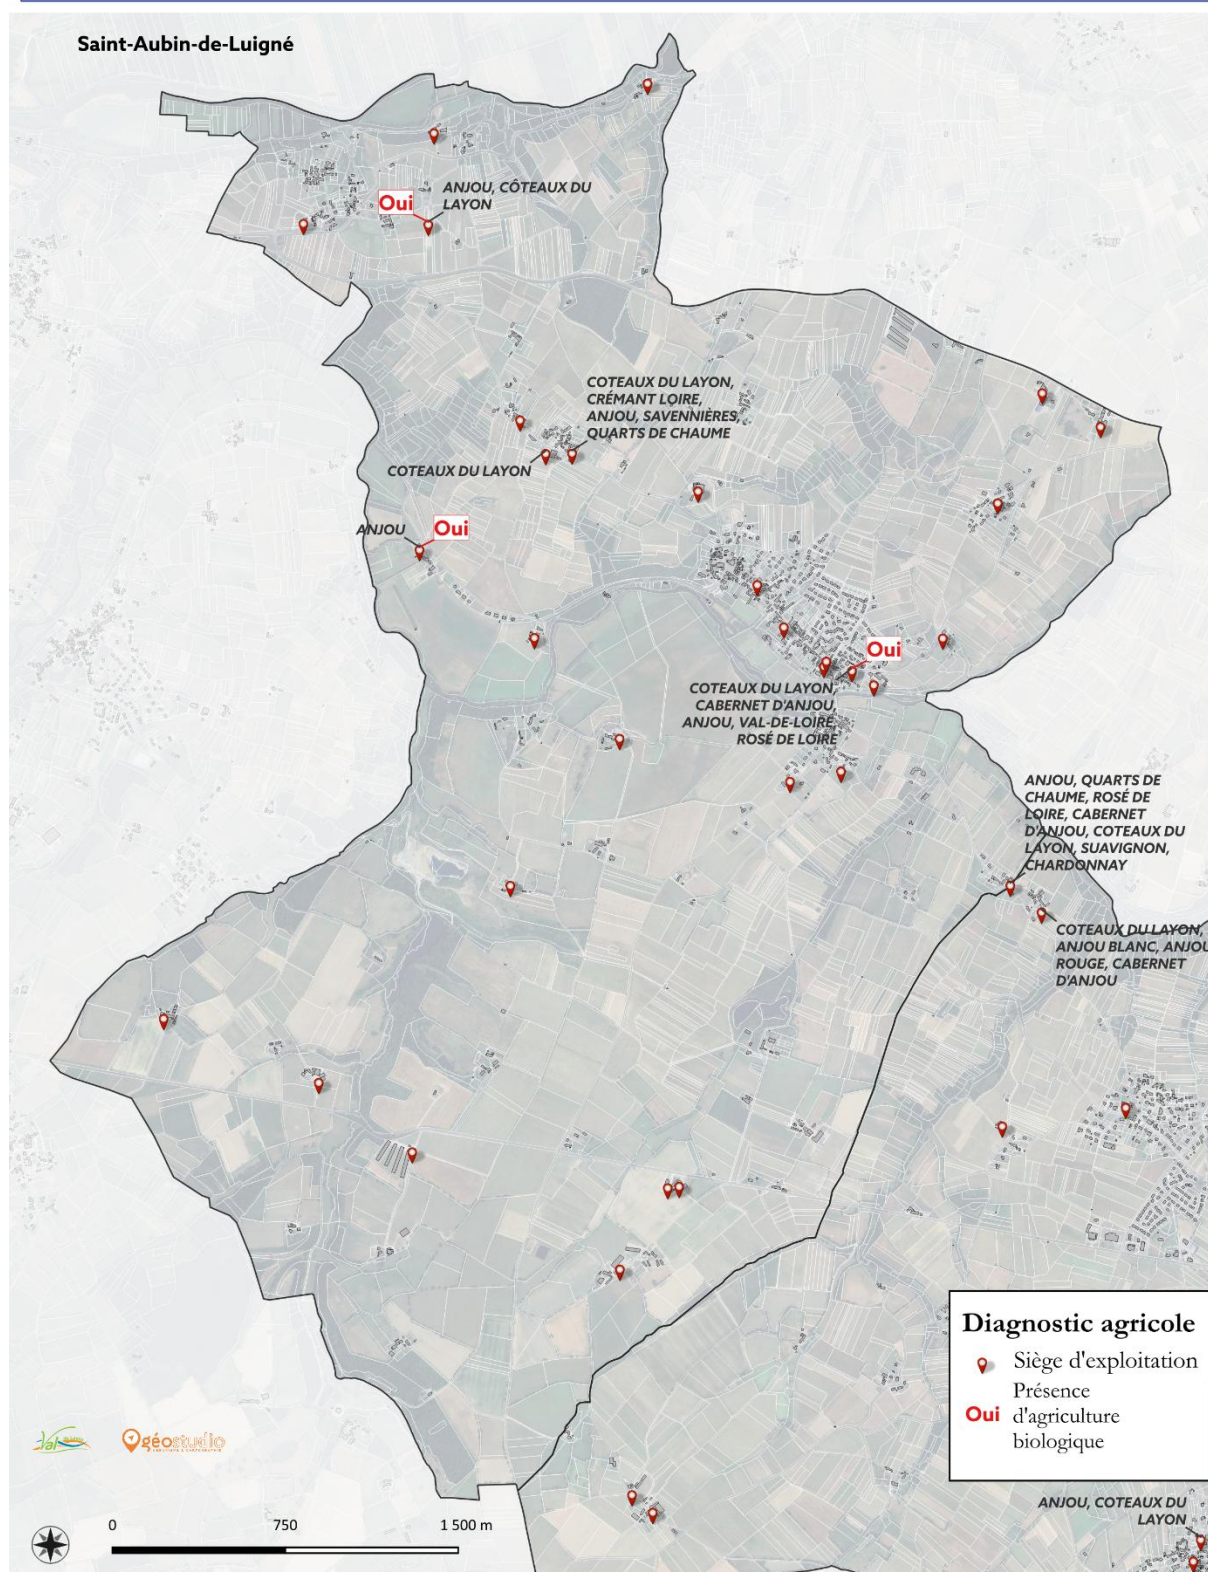 Saint-Aubin-de-Luigné
Oui
ANJOU, CÔTEAUX DU
LAYON
COTEAUX DU LAYON,
CRÉMANT LOIRE,
ANJOU, SAVENNIÈRES,
QUARTS DE CHAUME
COTEAUX DU LAYON
ANJOU
Oui
Oui
COTEAUX DU LAYON,
CABERNET D'ANJOU,
ANJOU, VAL-DE-LOIRE,
ROSÉ DE LOIRE
ANJOU, QUARTS DE
CHAUME, ROSÉ DE
LOIRE, CABERNET
D'ANJOU, COTEAUX DU
LAYON, SUAVIGNON,
CHARDONNAY
COTEAUX DU LAYON,
ANJOU BLANC, ANJOU
ROUGE, CABERNET
D'ANJOU
Diagnostic agricole
Siège d'exploitation
Présence
Oui d'agriculture
biologique
Val
géostudio
0 750 1 500 m
ANJOU, COTEAUX DU
LAYON